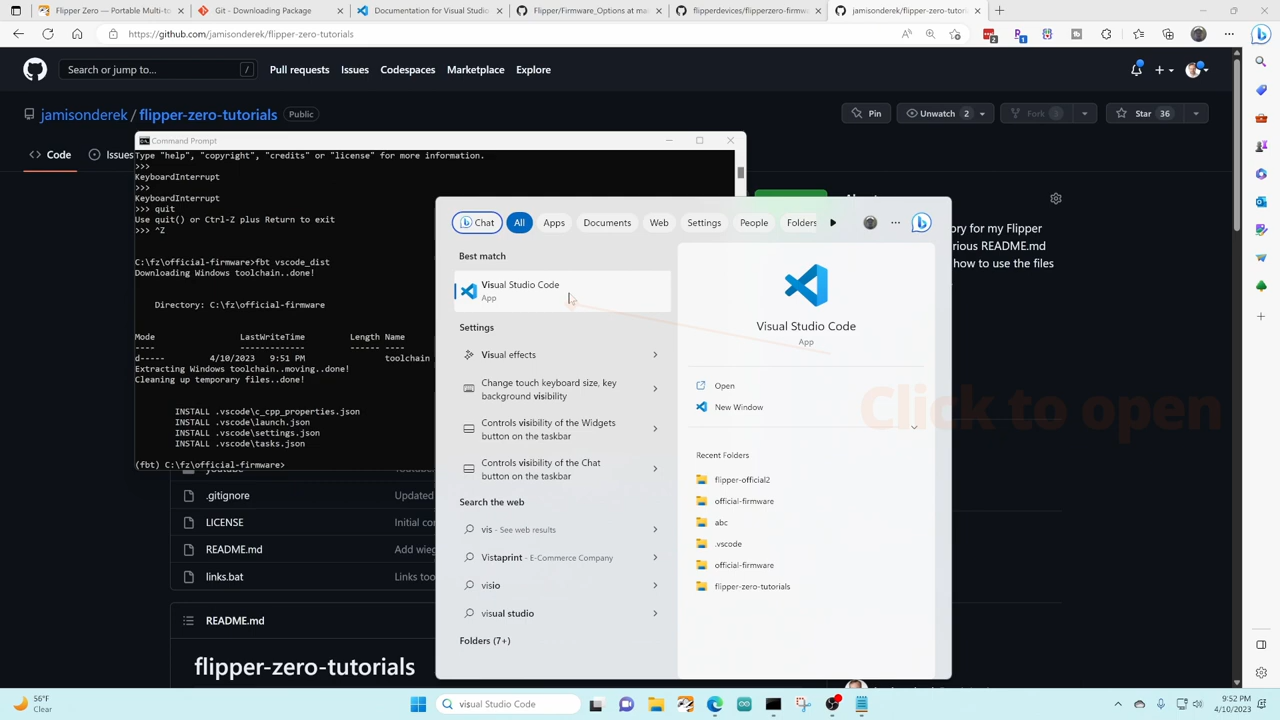 Flipper Zero — Portable Multi-to
Git - Downloading Package
Documentation for Visual Studio
Flipper/Firmware_Options at ma
flipperdevices/flipperzero-firmw
jamisonderek/flipper-zero-tutori
https://github.com/jamisonderek/flipper-zero-tutorials
2
1
Search or jump to...
/
Pull requests
Issues
Codespaces
Marketplace
Explore
jamisonderek / flipper-zero-tutorials
Public
Pin
Unwatch 2
Fork 2
Star 36
Code
Issues
Command Prompt
Type "help", "copyright", "credits" or "license" for more information.
>>>
KeyboardInterrupt
>>>
KeyboardInterrupt
>>> quit
Use quit() or Ctrl-Z plus Return to exit
>>> ^Z
C:\fz\official-firmware>fbt vscode_dist
Downloading Windows toolchain..done!
Directory: C:\fz\official-firmware
Mode LastWriteTime Length Name
d----- 4/10/2023 9:51 PM toolchain
Extracting Windows toolchain..moving..done!
Cleaning up temporary files..done!
INSTALL .vscode\c_cpp_properties.json
INSTALL .vscode\launch.json
INSTALL .vscode\settings.json
INSTALL .vscode\tasks.json
(fbt) C:\fz\official-firmware>
.gitignore
Updated
LICENSE
Initial com
README.md
Add wieg
links.bat
Links too
README.md
flipper-zero-tutorials
ory for my Flipper
rious README.md
how to use the files
Chat
All
Apps
Documents
Web
Settings
People
Folders
Best match
Visual Studio Code
App
Settings
Visual effects
Change touch keyboard size, key
background visibility
Controls visibility of the Widgets
button on the taskbar
Controls visibility of the Chat
button on the taskbar
Search the web
vis - See web results
Vistaprint - E-Commerce Company
visio
visual studio
Folders (7+)
Visual Studio Code
App
Open
New Window
Recent Folders
flipper-official2
official-firmware
abc
.vscode
official-firmware
flipper-zero-tutorials
Click to open
56°F
Clear
visual Studio Code
9:52 PM
4/10/2023